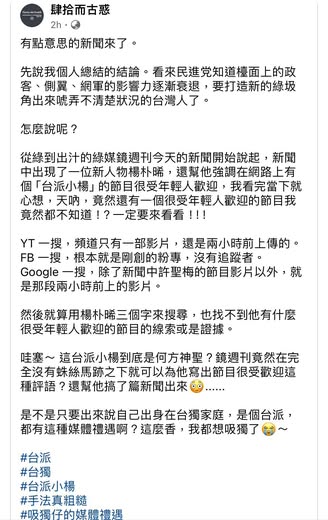 肆拾而古惑
2h ·
有點意思的新聞來了。
先說我個人總結的結論。看來民進党知道檯面上的政
客、側翼、網軍的影響力逐漸衰退，要打造新的綠圾
角出來唬弄不清楚狀況的台灣人了。
怎麼說呢？
從綠到出汁的綠媒鏡週刊今天的新聞開始說起，新聞
中出現了一位新人物楊朴晞，還幫他強調在網路上有
個「台派小楊」的節目很受年輕人歡迎，我看完當下就
心想，天吶，竟然還有一個很受年輕人歡迎的節目我
竟然都不知道！？一定要來看看！！！
YT 一搜，頻道只有一部影片，還是兩小時前上傳的。
FB 一搜，根本就是剛創的粉專，沒有追蹤者。
Google 一搜，除了新聞中許聖梅的節目影片以外，就
是那段兩小時前上的影片。
然後就算用楊朴晞三個字來搜尋，也找不到他有什麼
很受年輕人歡迎的節目的線索或是證據。
哇塞～ 這台派小楊到底是何方神聖？鏡週刊竟然在完
全沒有蛛絲馬跡之下就可以為他寫出節目很受歡迎這
種評語？還幫他搞了篇新聞出來😳......
是不是只要出來說自己出身在台獨家庭，是個台派，
都有這種媒體禮遇啊？這麼香，我都想吸獨了😭～
#台派
#台獨
#台派小楊
#手法真粗糙
#吸獨仔的媒體禮遇